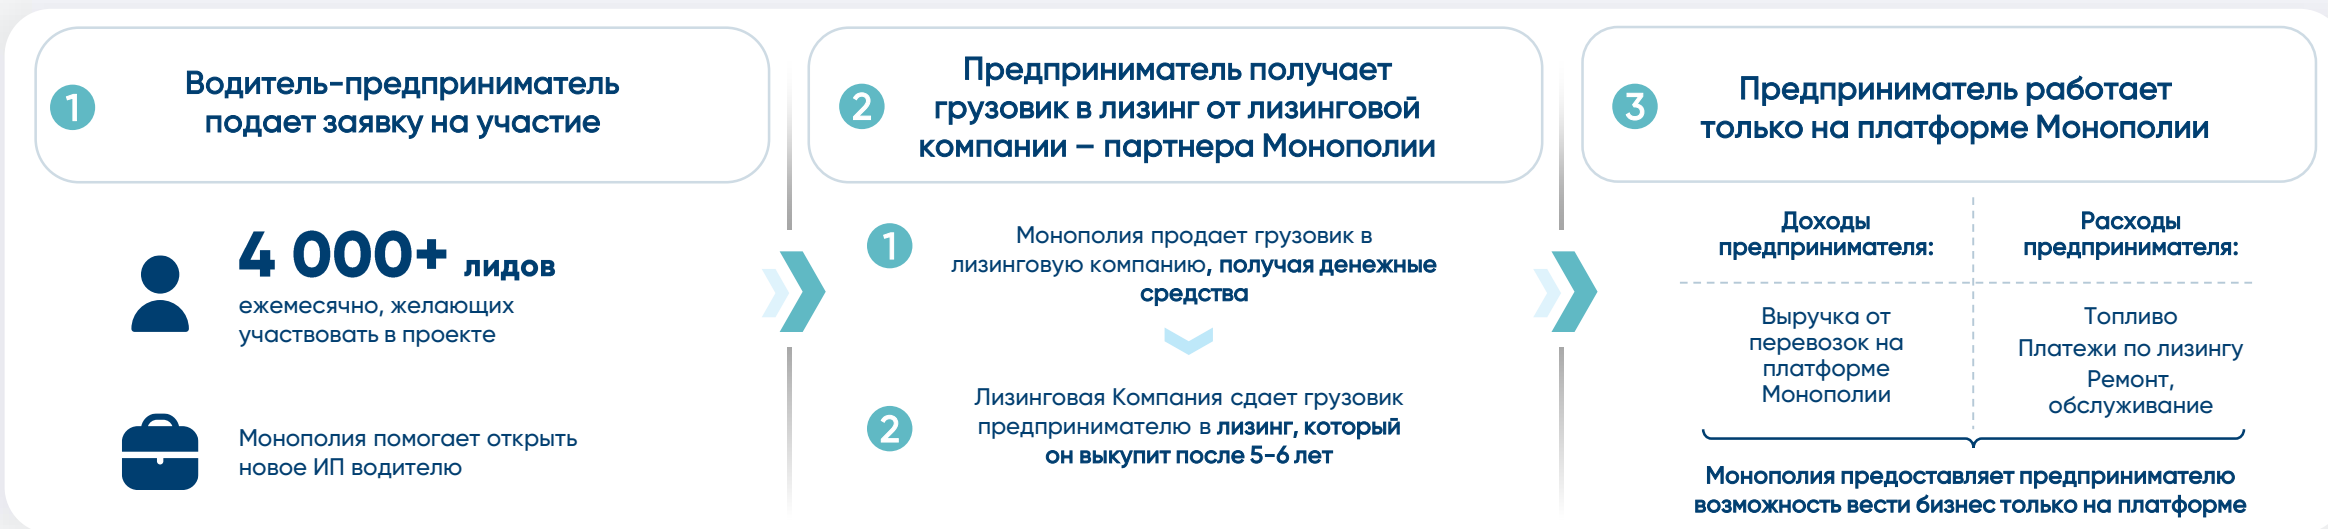 1
Водитель-предприниматель
подает заявку на участие
4 000+ лидов
ежемесячно, желающих
участвовать в проекте
Монополия помогает открыть
новое ИП водителю
2
Предприниматель получает
грузовик в лизинг от лизинговой
компании – партнера Монополии
1
Монополия продает грузовик в
лизинговую компанию, получая денежные
средства
2
Лизинговая Компания сдает грузовик
предпринимателю в лизинг, который
он выкупит после 5-6 лет
3
Предприниматель работает
только на платформе Монополии
Доходы
предпринимателя:
Выручка от
перевозок на
платформе
Монополии
Расходы
предпринимателя:
Топливо
Платежи по лизингу
Ремонт,
обслуживание
Монополия предоставляет предпринимателю
возможность вести бизнес только на платформе